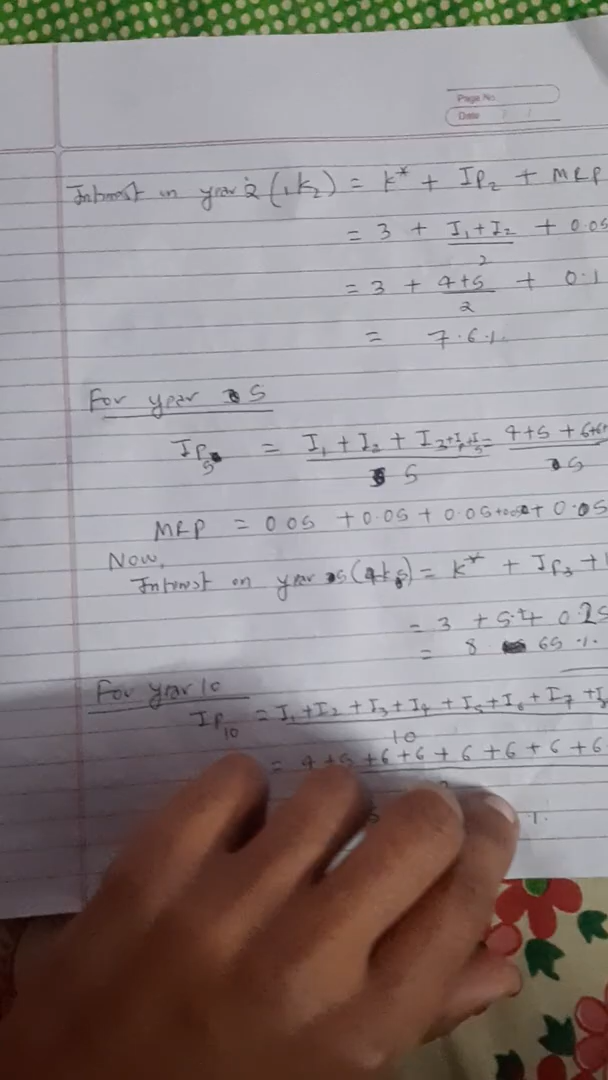 Page No.
Date / /
Interest in year 2 (1k2) = k* + IP2 + MRP
= 3 + I1+I2/2 + 0.05
= 3 + 4+5/2 + 0.1
= 7.6%
For year 5
IP5 = I1 + I2 + I3+I4+I5/5 = 4+5+6+6+/5
MRP = 0.05 + 0.05 + 0.05 + 0.05 + 0.05
Now,
Interest on year 5 = k* + IP3 +
= 3 + 5.4 0.25
= 8.65%
For year 10
IP10 = I1 + I2 + I3 + I4 + I5 + I6 + I7 + I8/10
= 4+5+6+6+6+6+6+6
%